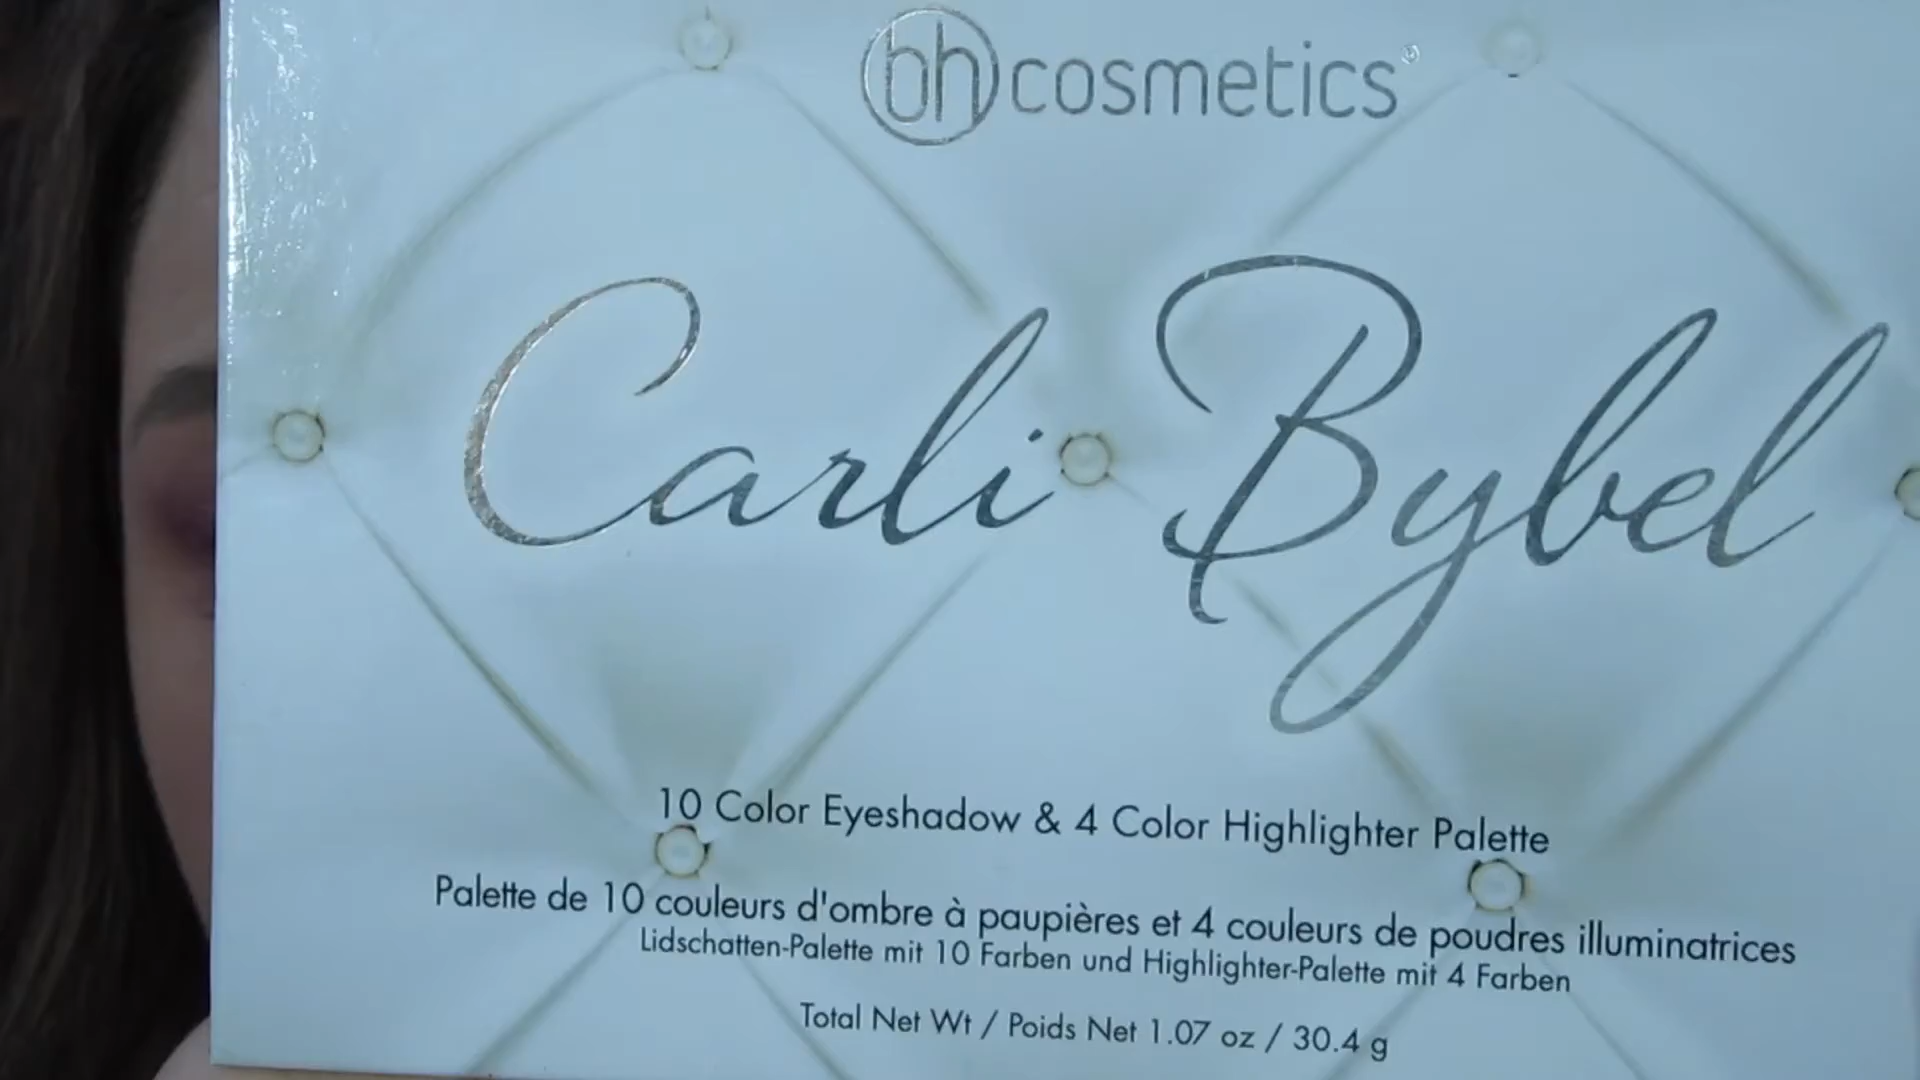 bh cosmetics®
Carli Bybel
10 Color Eyeshadow & 4 Color Highlighter Palette
Palette de 10 couleurs d'ombre à paupières et 4 couleurs de poudres illuminatrices
Lidschatten-Palette mit 10 Farben und Highlighter-Palette mit 4 Farben
Total Net Wt / Poids Net 1.07 oz / 30.4 g